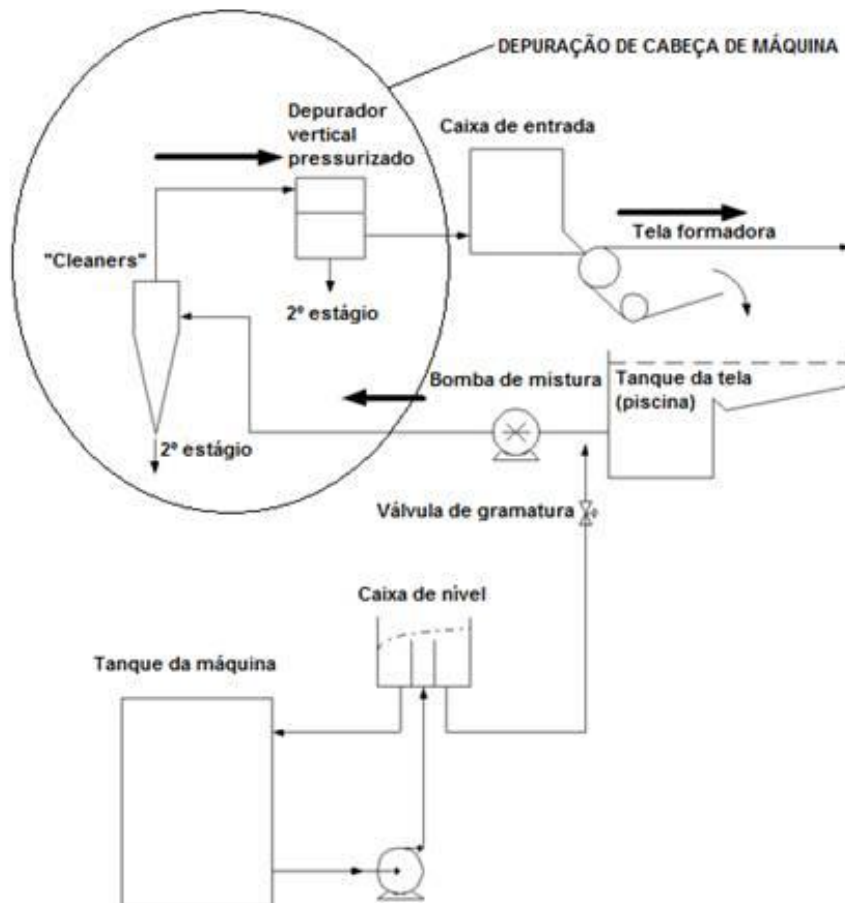 DEPURAÇÃO DE CABEÇA DE MÁQUINA
Depurador
vertical
pressurizado
Caixa de entrada
Tela formadora
"Cleaners"
2º estágio
Bomba de mistura
Tanque da tela
(piscina)
2º estágio
Válvula de gramatura
Caixa de nível
Tanque da máquina